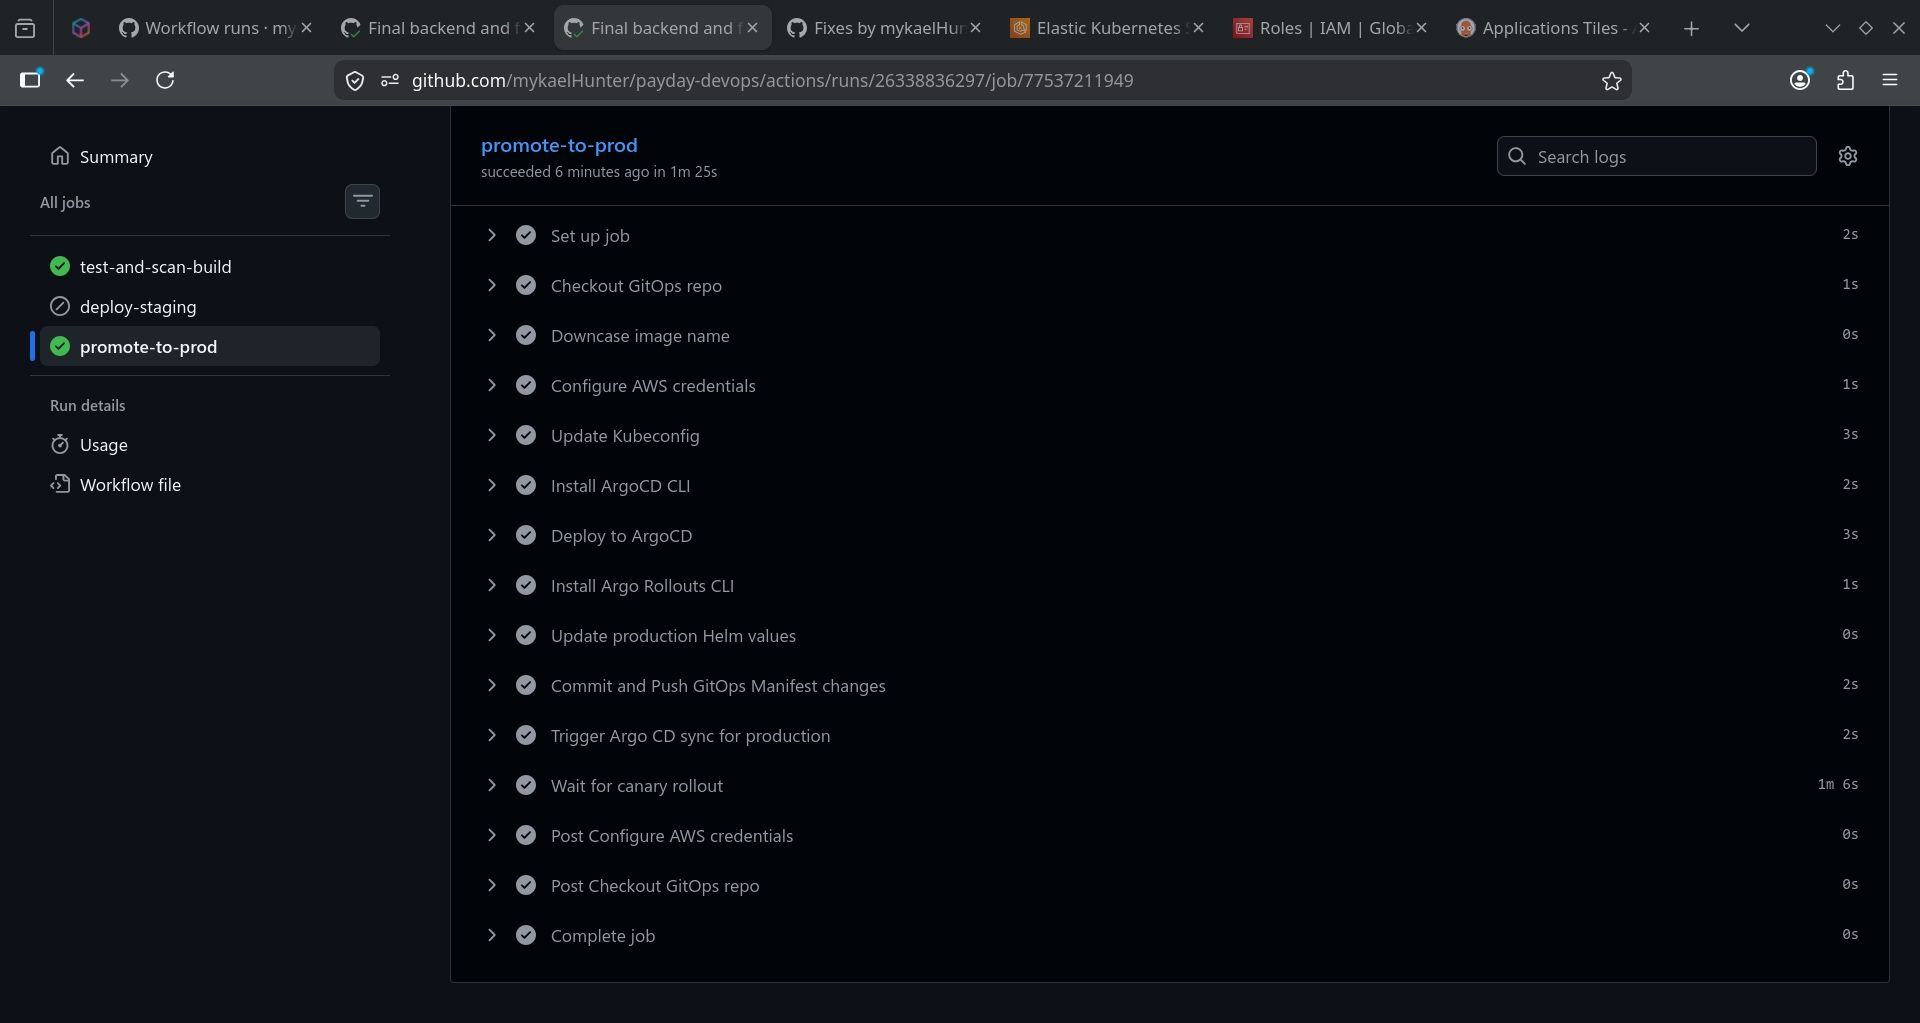 Workflow runs · my
Final backend and f
Final backend and f
Fixes by mykaelHun
Elastic Kubernetes S
Roles | IAM | Globa
Applications Tiles - A
github.com/mykaelHunter/payday-devops/actions/runs/26338836297/job/77537211949
Summary
All jobs
test-and-scan-build
deploy-staging
promote-to-prod
Run details
Usage
Workflow file
promote-to-prod
succeeded 6 minutes ago in 1m 25s
Search logs
Set up job 2s
Checkout GitOps repo 1s
Downcase image name 0s
Configure AWS credentials 1s
Update Kubeconfig 3s
Install ArgoCD CLI 2s
Deploy to ArgoCD 3s
Install Argo Rollouts CLI 1s
Update production Helm values 0s
Commit and Push GitOps Manifest changes 2s
Trigger Argo CD sync for production 2s
Wait for canary rollout 1m 6s
Post Configure AWS credentials 0s
Post Checkout GitOps repo 0s
Complete job 0s